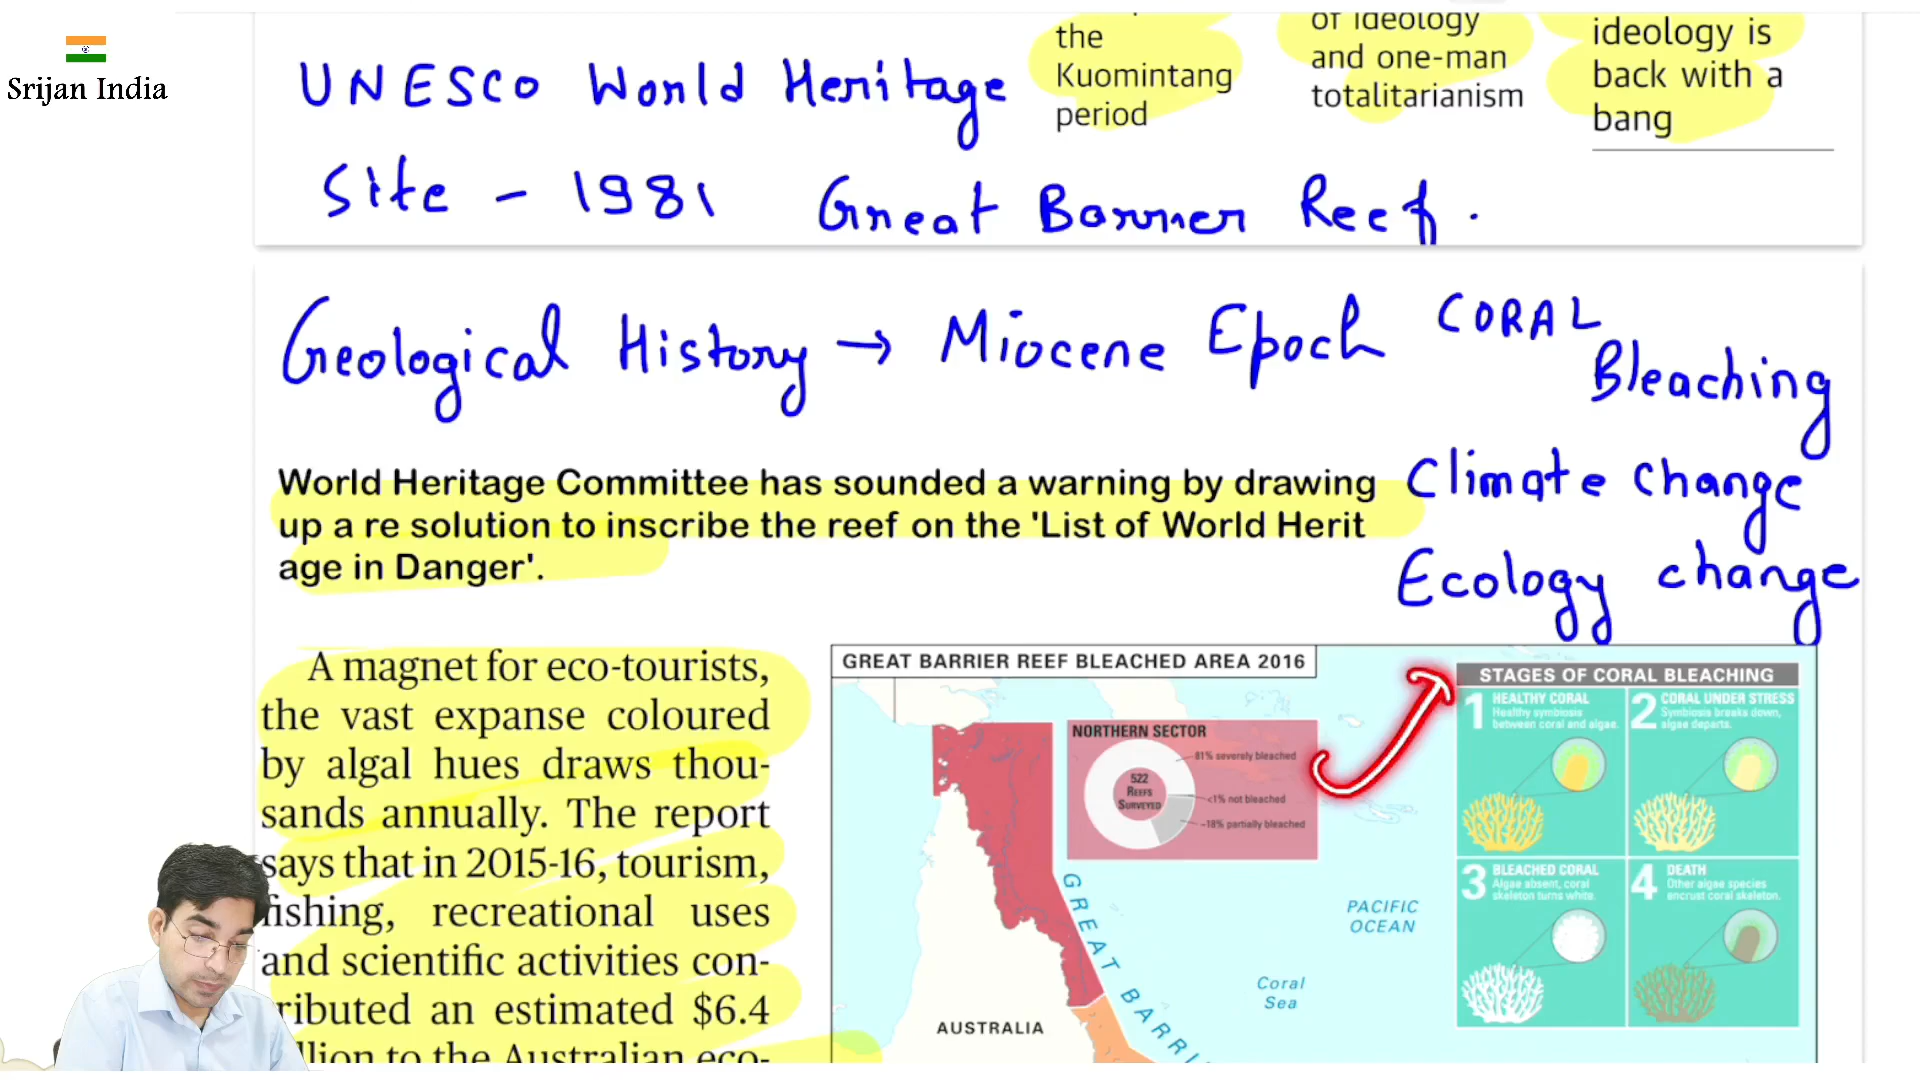 Srijan India
the
Kuomintang
period
of ideology
and one-man
totalitarianism
ideology is
back with a
bang
UNESCO World Heritage
Site - 1981 Great Barrier Reef.
Geological History → Miocene Epoch
CORAL
Bleaching
Climate change
Ecology change
World Heritage Committee has sounded a warning by drawing
up a re solution to inscribe the reef on the 'List of World Herit
age in Danger'.
A magnet for eco-tourists,
the vast expanse coloured
by algal hues draws thou-
sands annually. The report
says that in 2015-16, tourism,
fishing, recreational uses
and scientific activities con-
tributed an estimated $6.4
llion to the Australian eco-
GREAT BARRIER REEF BLEACHED AREA 2016
NORTHERN SECTOR
81% severely bleached
522
REEFS
SURVEYED
<1% not bleached
~18% partially bleached
STAGES OF CORAL BLEACHING
1 HEALTHY CORAL
Healthy symbiosis
between coral and algae.
2 CORAL UNDER STRESS
Symbiosis breaks down,
algae departs.
3 BLEACHED CORAL
Algae absent, coral
skeleton turns white.
4 DEATH
Other algae species
encrust coral skeleton.
GREAT BARRI
PACIFIC
OCEAN
Coral
Sea
AUSTRALIA